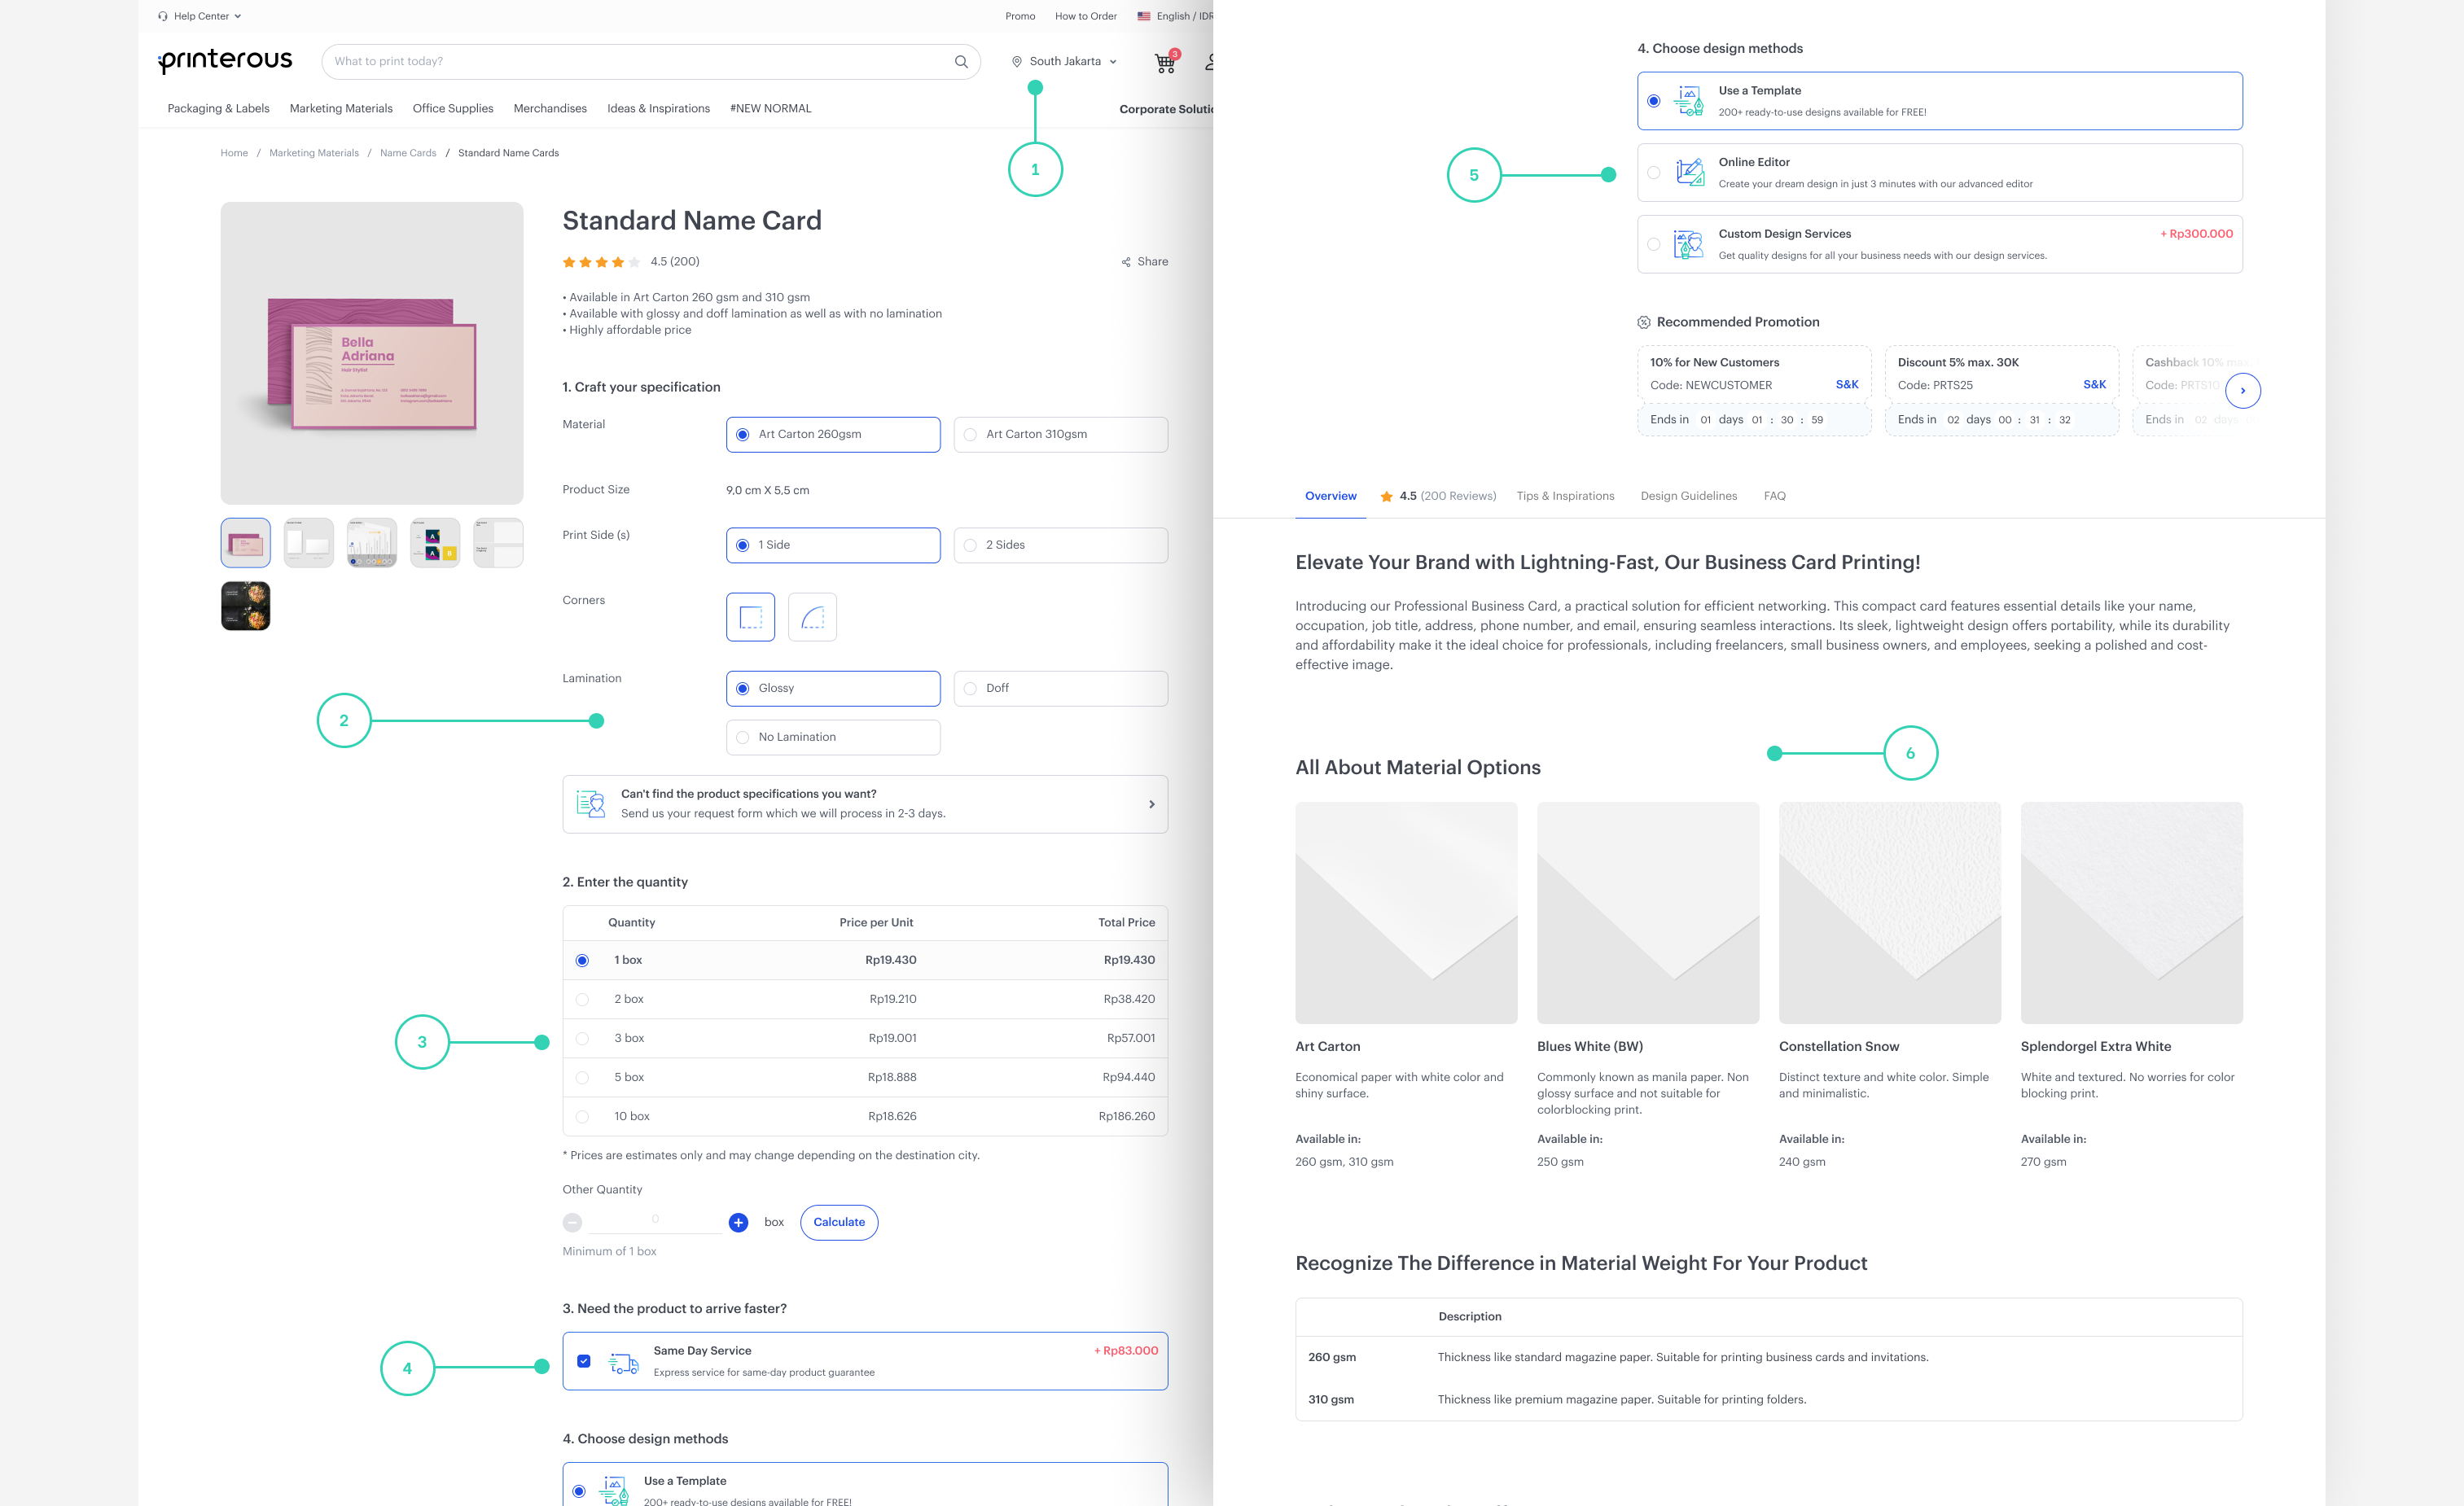 Help Center
Promo
How to Order
English / IDR
printerous
What to print today?
South Jakarta
3
Packaging & Labels
Marketing Materials
Office Supplies
Merchandises
Ideas & Inspirations
#NEW NORMAL
Corporate Soluti
1
Home / Marketing Materials / Name Cards / Standard Name Cards
Bella
Adriana
Hair Stylist
Standard Name Card
4.5 (200)
Share
• Available in Art Carton 260 gsm and 310 gsm
• Available with glossy and doff lamination as well as with no lamination
• Highly affordable price
1. Craft your specification
Material
Art Carton 260gsm
Art Carton 310gsm
Product Size
9,0 cm X 5,5 cm
Print Side (s)
1 Side
2 Sides
Corners
Lamination
Glossy
Doff
No Lamination
2
Can't find the product specifications you want?
Send us your request form which we will process in 2-3 days.
2. Enter the quantity
Quantity Price per Unit Total Price
1 box Rp19.430 Rp19.430
2 box Rp19.210 Rp38.420
3 box Rp19.001 Rp57.001
5 box Rp18.888 Rp94.440
10 box Rp18.626 Rp186.260
3
* Prices are estimates only and may change depending on the destination city.
Other Quantity
0
box
Calculate
Minimum of 1 box
3. Need the product to arrive faster?
Same Day Service
+ Rp83.000
Express service for same-day product guarantee
4
4. Choose design methods
Use a Template
200+ ready-to-use designs available for FREE!
4. Choose design methods
Use a Template
200+ ready-to-use designs available for FREE!
Online Editor
Create your dream design in just 3 minutes with our advanced editor
Custom Design Services
+ Rp300.000
Get quality designs for all your business needs with our design services.
5
Recommended Promotion
10% for New Customers
Code: NEWCUSTOMER
S&K
Ends in 01 days 01 : 30 : 59
Discount 5% max. 30K
Code: PRTS25
S&K
Ends in 02 days 00 : 31 : 32
Cashback 10% max
Code: PRTS10
Ends in 02 days
Overview
4.5 (200 Reviews)
Tips & Inspirations
Design Guidelines
FAQ
Elevate Your Brand with Lightning-Fast, Our Business Card Printing!
Introducing our Professional Business Card, a practical solution for efficient networking. This compact card features essential details like your name,
occupation, job title, address, phone number, and email, ensuring seamless interactions. Its sleek, lightweight design offers portability, while its durability
and affordability make it the ideal choice for professionals, including freelancers, small business owners, and employees, seeking a polished and cost-
effective image.
6
All About Material Options
Art Carton
Economical paper with white color and
shiny surface.
Available in:
260 gsm, 310 gsm
Blues White (BW)
Commonly known as manila paper. Non
glossy surface and not suitable for
colorblocking print.
Available in:
250 gsm
Constellation Snow
Distinct texture and white color. Simple
and minimalistic.
Available in:
240 gsm
Splendorgel Extra White
White and textured. No worries for color
blocking print.
Available in:
270 gsm
Recognize The Difference in Material Weight For Your Product
Description
260 gsm Thickness like standard magazine paper. Suitable for printing business cards and invitations.
310 gsm Thickness like premium magazine paper. Suitable for printing folders.